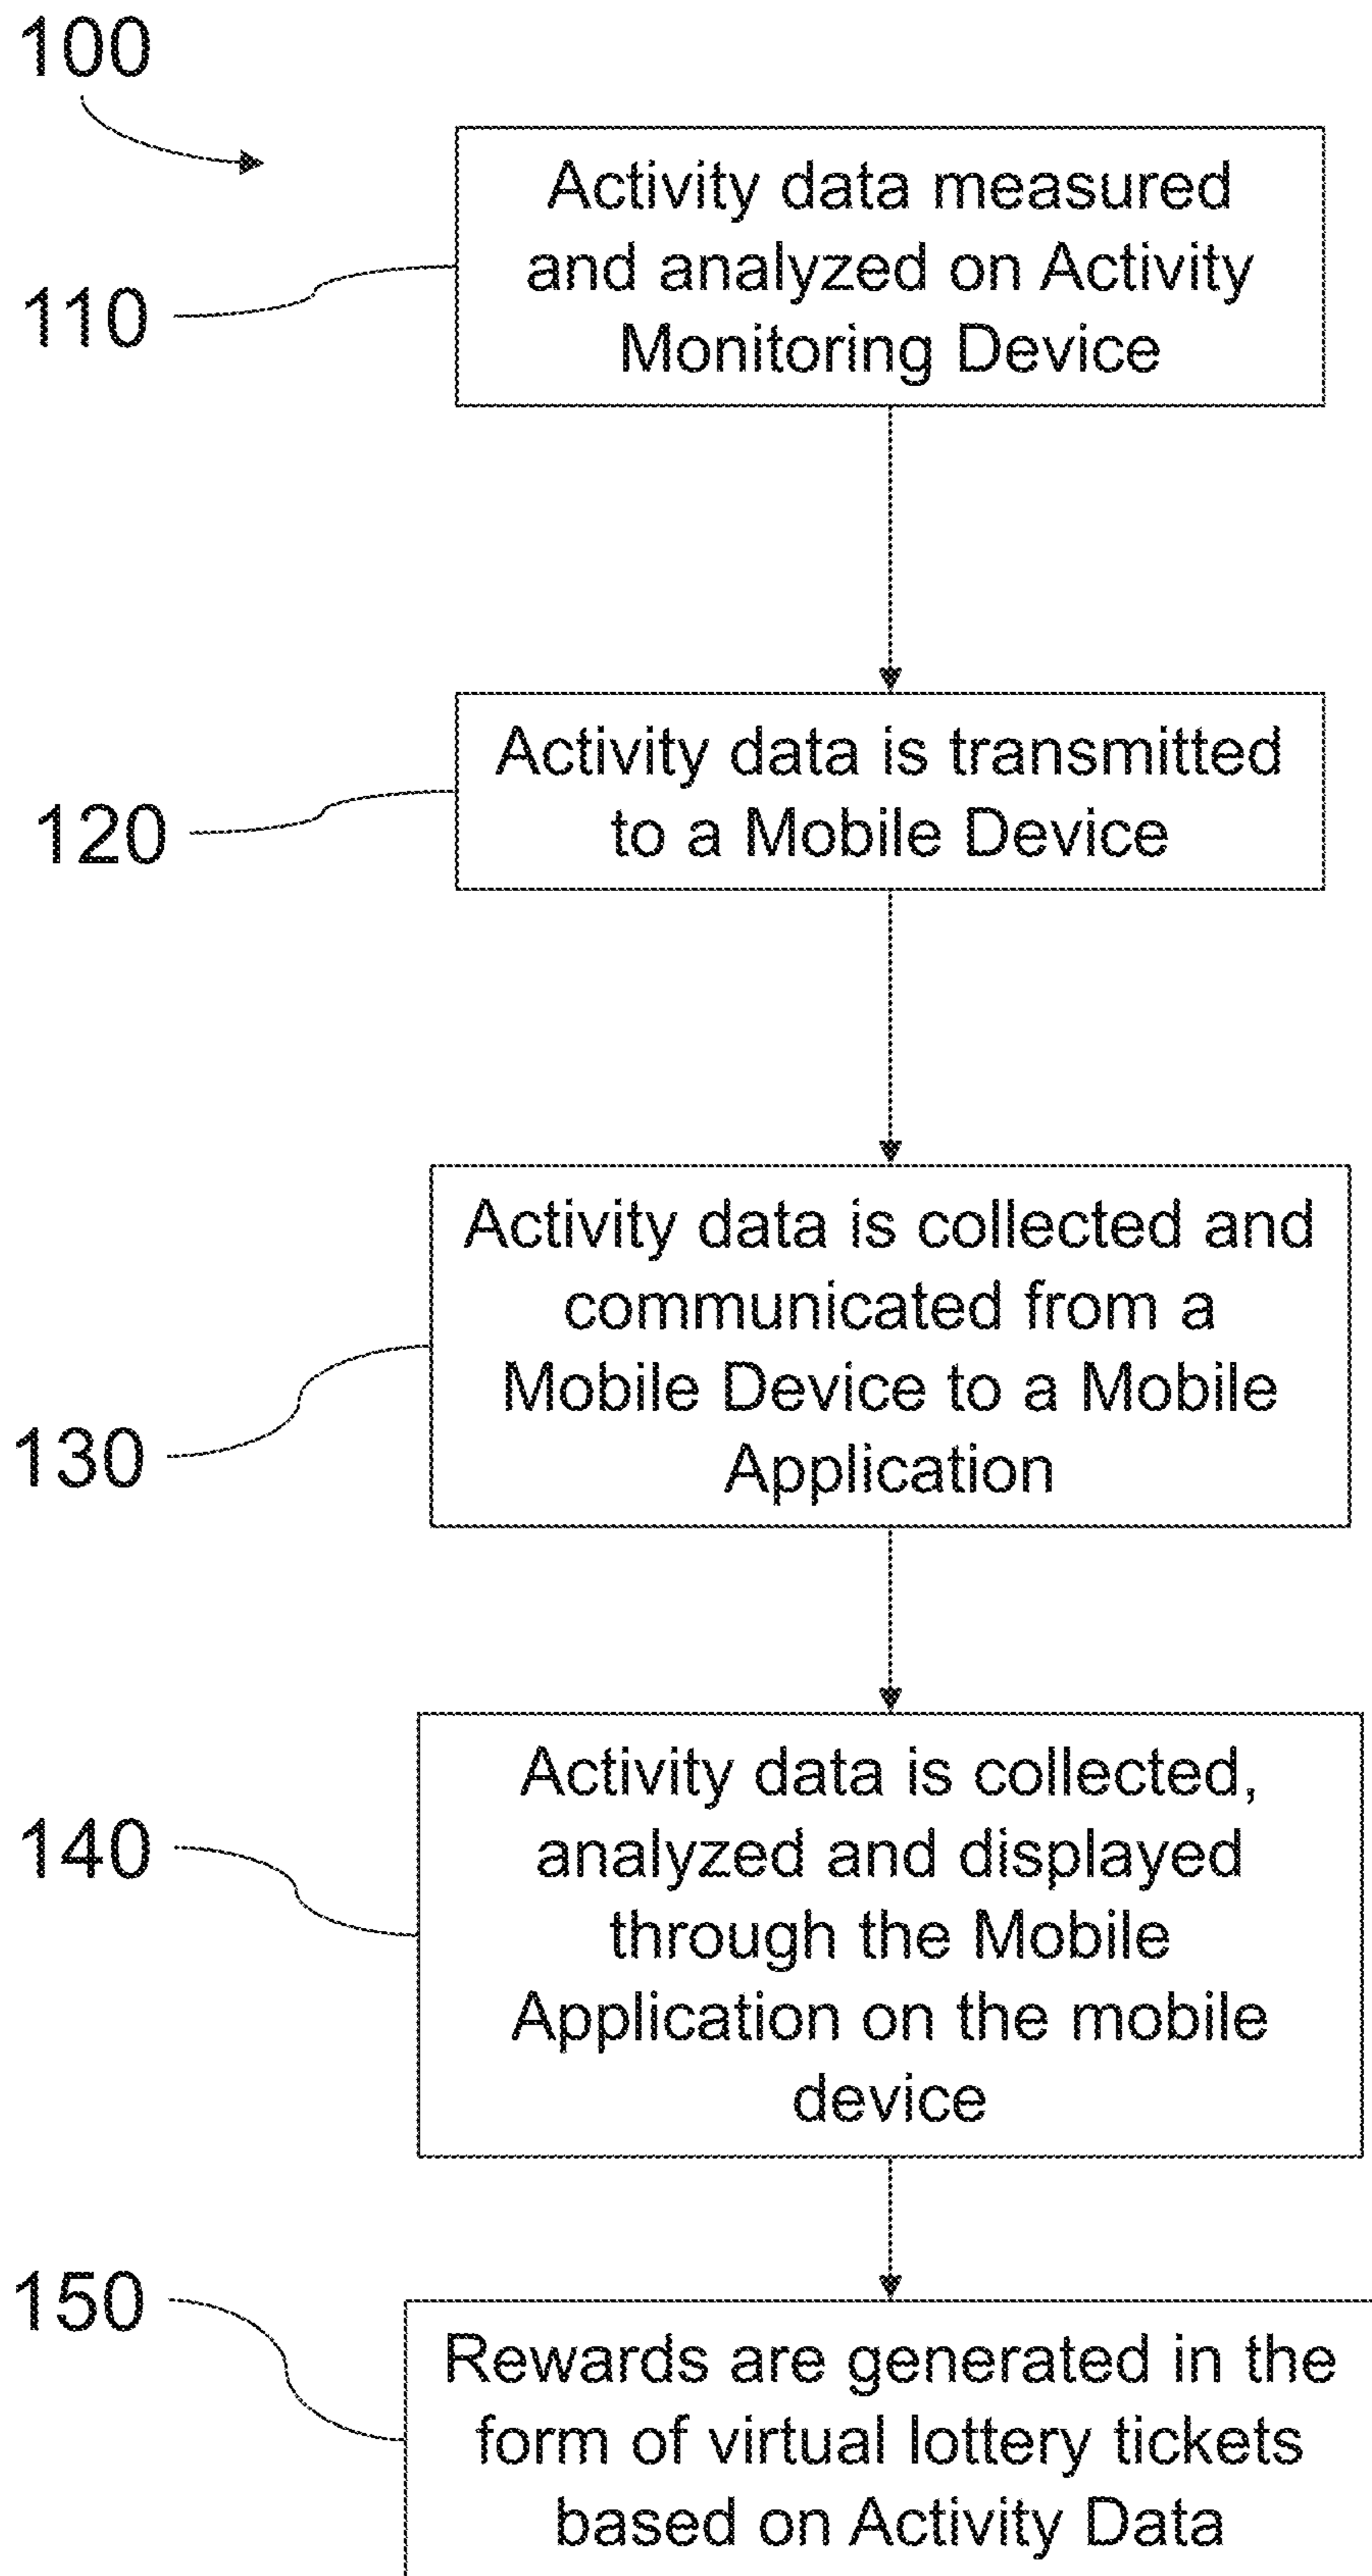 100
Activity data measured
and analyzed on Activity
Monitoring Device
110
Activity data is transmitted
to a Mobile Device
120
Activity data is collected and
communicated from a
Mobile Device to a Mobile
Application
130
Activity data is collected,
analyzed and displayed
through the Mobile
Application on the mobile
device
140
150
Rewards are generated in the
form of virtual lottery tickets
based on Activity Data